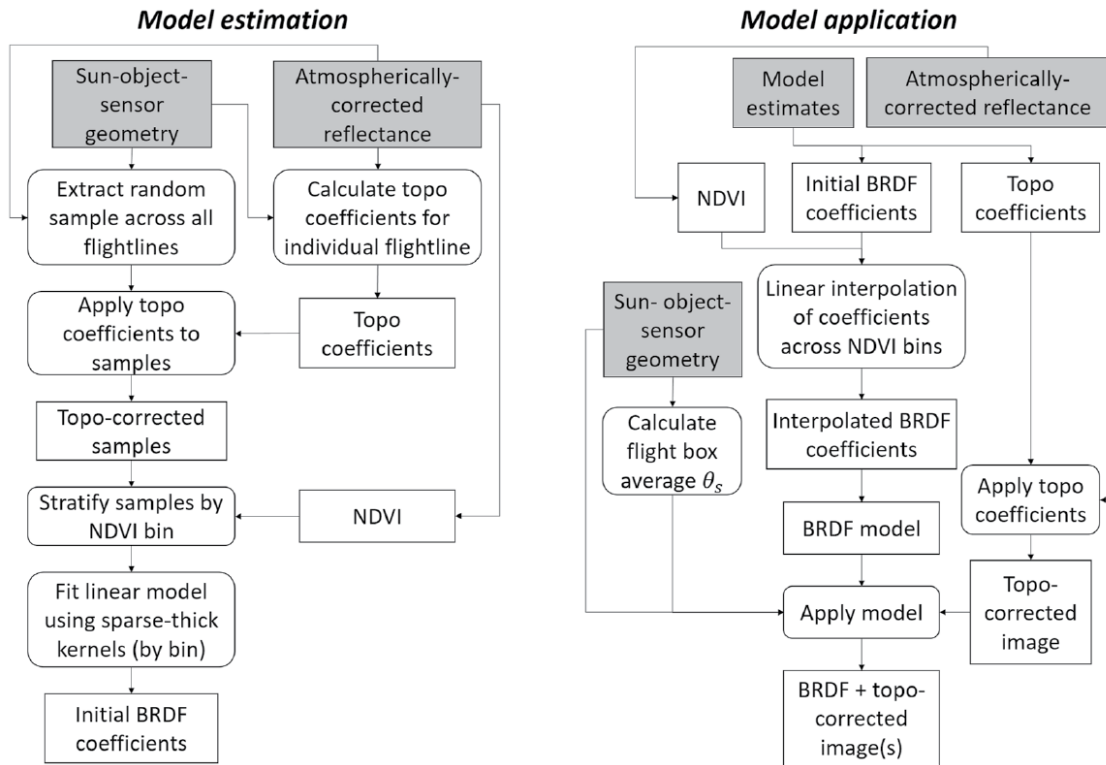 Model estimation
Sun-object-
sensor
geometry
Atmospherically-
corrected
reflectance
Extract random
sample across all
flightlines
Calculate topo
coefficients for
individual flightline
Apply topo
coefficients to
samples
Topo
coefficients
Topo-corrected
samples
Stratify samples by
NDVI bin
NDVI
Fit linear model
using sparse-thick
kernels (by bin)
Initial BRDF
coefficients
Model application
Model
estimates
Atmospherically-
corrected reflectance
NDVI
Initial BRDF
coefficients
Topo
coefficients
Linear interpolation
of coefficients
across NDVI bins
Sun- object-
sensor
geometry
Calculate
flight box
average θs
Interpolated BRDF
coefficients
Apply topo
coefficients
BRDF model
Apply model
Topo-
corrected
image
BRDF + topo-
corrected
image(s)